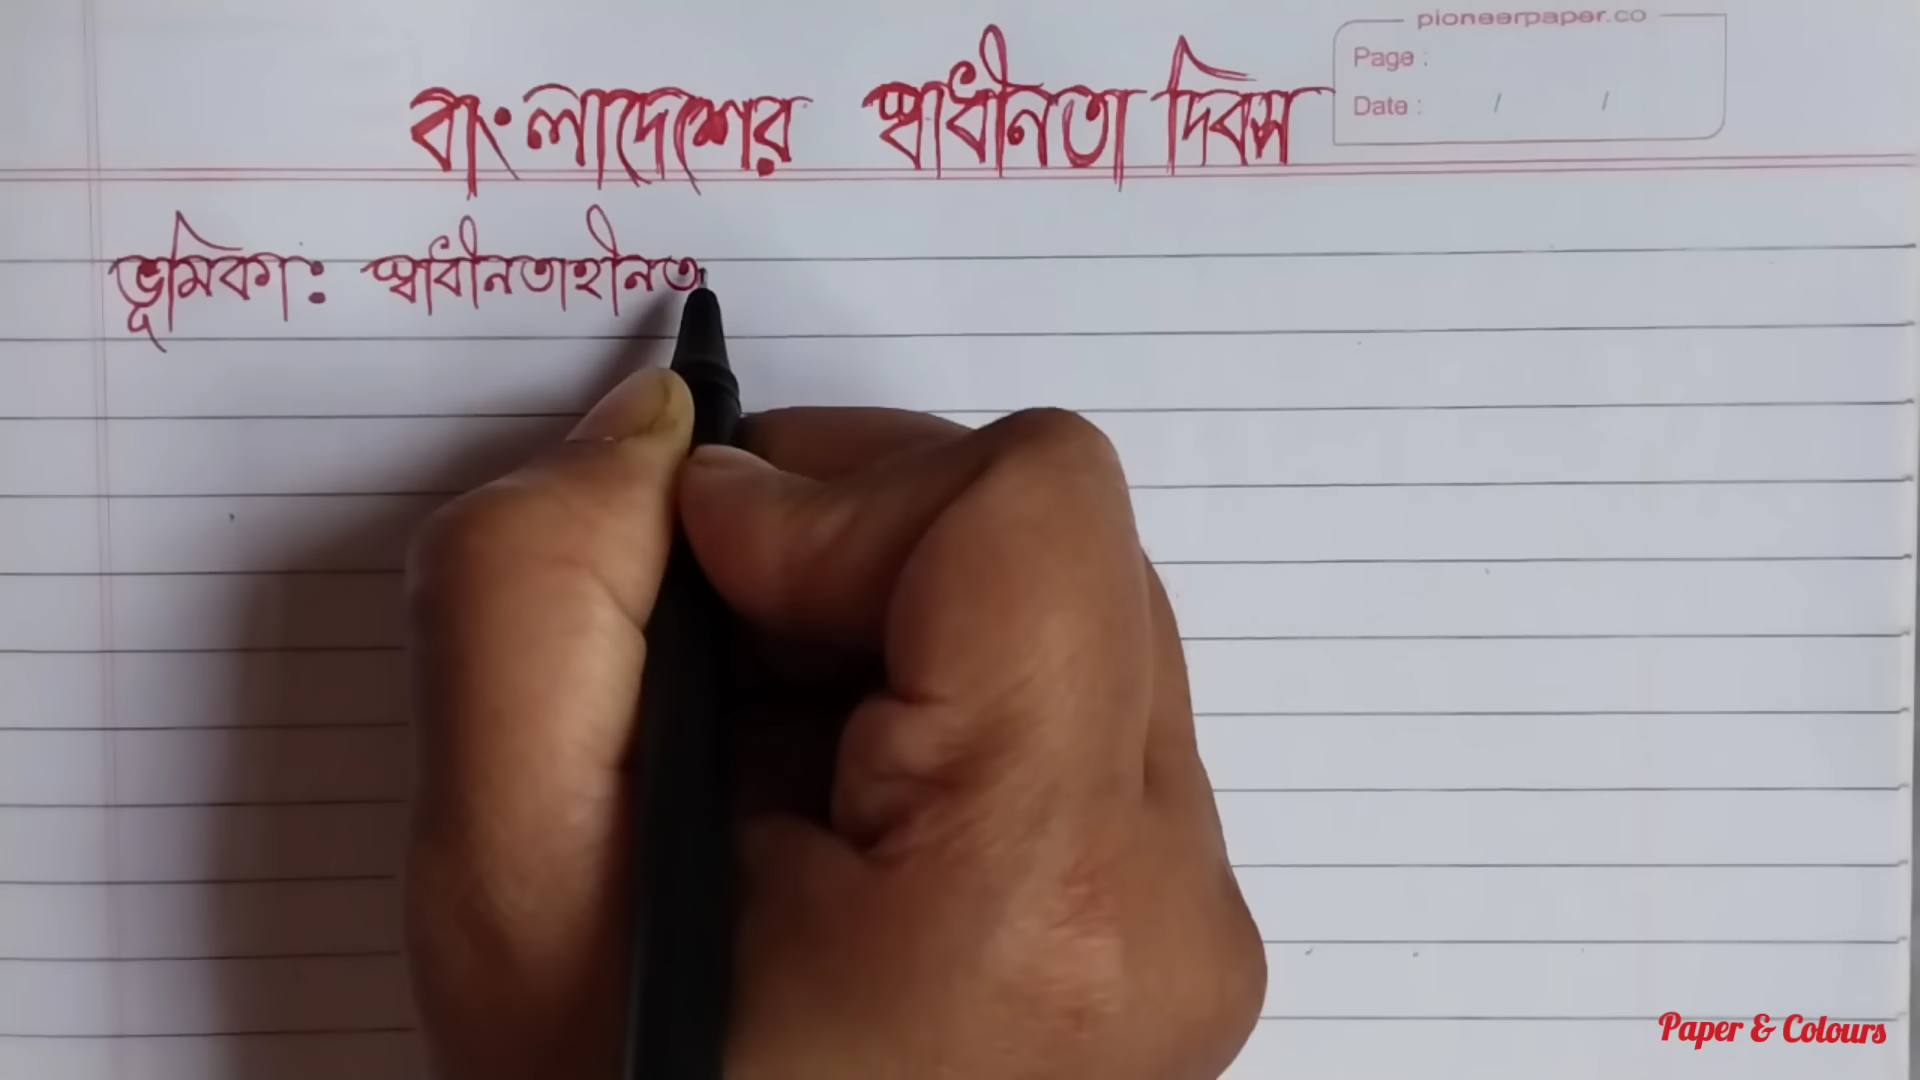 pioneerpaper.co
Page :
Date : / /
বাংলাদেশের স্বাধীনতা দিবস
ভূমিকা: স্বাধীনতাহীনত
Paper & Colours